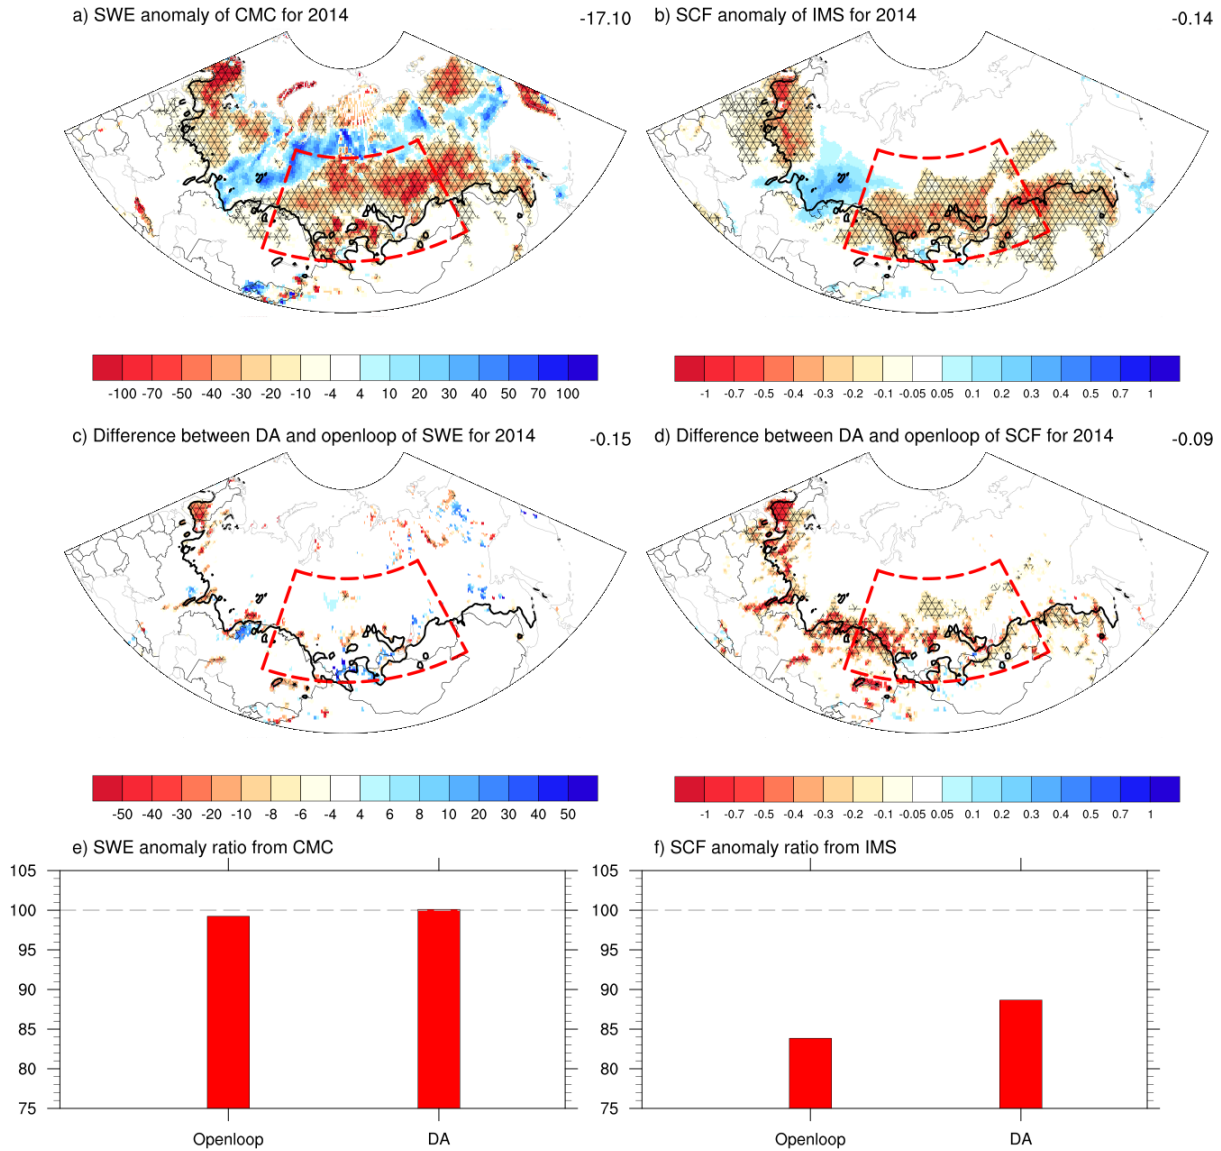 a) SWE anomaly of CMC for 2014 -17.10
b) SCF anomaly of IMS for 2014 -0.14
-100 -70 -50 -40 -30 -20 -10 -4 4 10 20 30 50 70 100
-1 -0.7 -0.5 -0.4 -0.3 -0.2 -0.1 -0.05 0.05 0.1 0.2 0.3 0.4 0.5 0.7 1
c) Difference between DA and openloop of SWE for 2014 -0.15
d) Difference between DA and openloop of SCF for 2014 -0.09
-50 -40 -30 -20 -10 -8 -6 -4 4 6 8 10 20 30 40 50
-1 -0.7 -0.5 -0.4 -0.3 -0.2 -0.1 -0.05 0.05 0.1 0.2 0.3 0.4 0.5 0.7 1
e) SWE anomaly ratio from CMC
105
100
95
90
85
80
75
Openloop DA
f) SCF anomaly ratio from IMS
105
100
95
90
85
80
75
Openloop DA